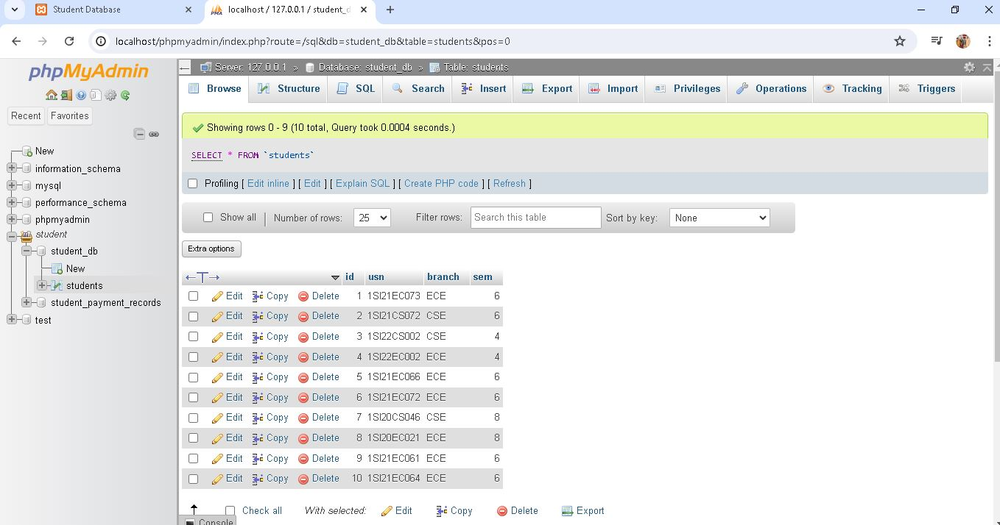 Student Database
localhost / 127.0.0.1 / student_d
localhost/phpmyadmin/index.php?route=/sql&db=student_db&table=students&pos=0
phpMyAdmin
Recent Favorites
New
information_schema
mysql
performance_schema
phpmyadmin
student
student_db
New
students
student_payment_records
test
Server: 127.0.0.1 » Database: student_db » Table: students
Browse Structure SQL Search Insert Export Import Privileges Operations Tracking Triggers
Showing rows 0 - 9 (10 total, Query took 0.0004 seconds.)
SELECT * FROM `students`
Profiling [ Edit inline ] [ Edit ] [ Explain SQL ] [ Create PHP code ] [ Refresh ]
Show all | Number of rows: 25 Filter rows: Search this table Sort by key: None
Extra options
id usn branch sem
Edit Copy Delete 1 1SI21EC073 ECE 6
Edit Copy Delete 2 1SI21CS072 CSE 6
Edit Copy Delete 3 1SI22CS002 CSE 4
Edit Copy Delete 4 1SI22EC002 ECE 4
Edit Copy Delete 5 1SI21EC066 ECE 6
Edit Copy Delete 6 1SI21EC072 ECE 6
Edit Copy Delete 7 1SI20CS046 CSE 8
Edit Copy Delete 8 1SI20EC021 ECE 8
Edit Copy Delete 9 1SI21EC061 ECE 6
Edit Copy Delete 10 1SI21EC064 ECE 6
Check all With selected: Edit Copy Delete Export
Console